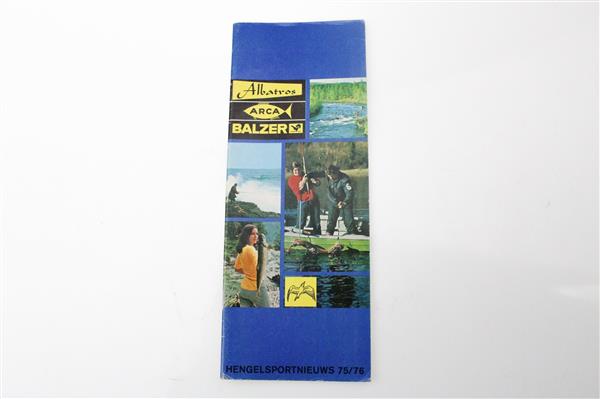 Albatros
ARCA
BALZER
HENGELSPORTNIEUWS 75/76